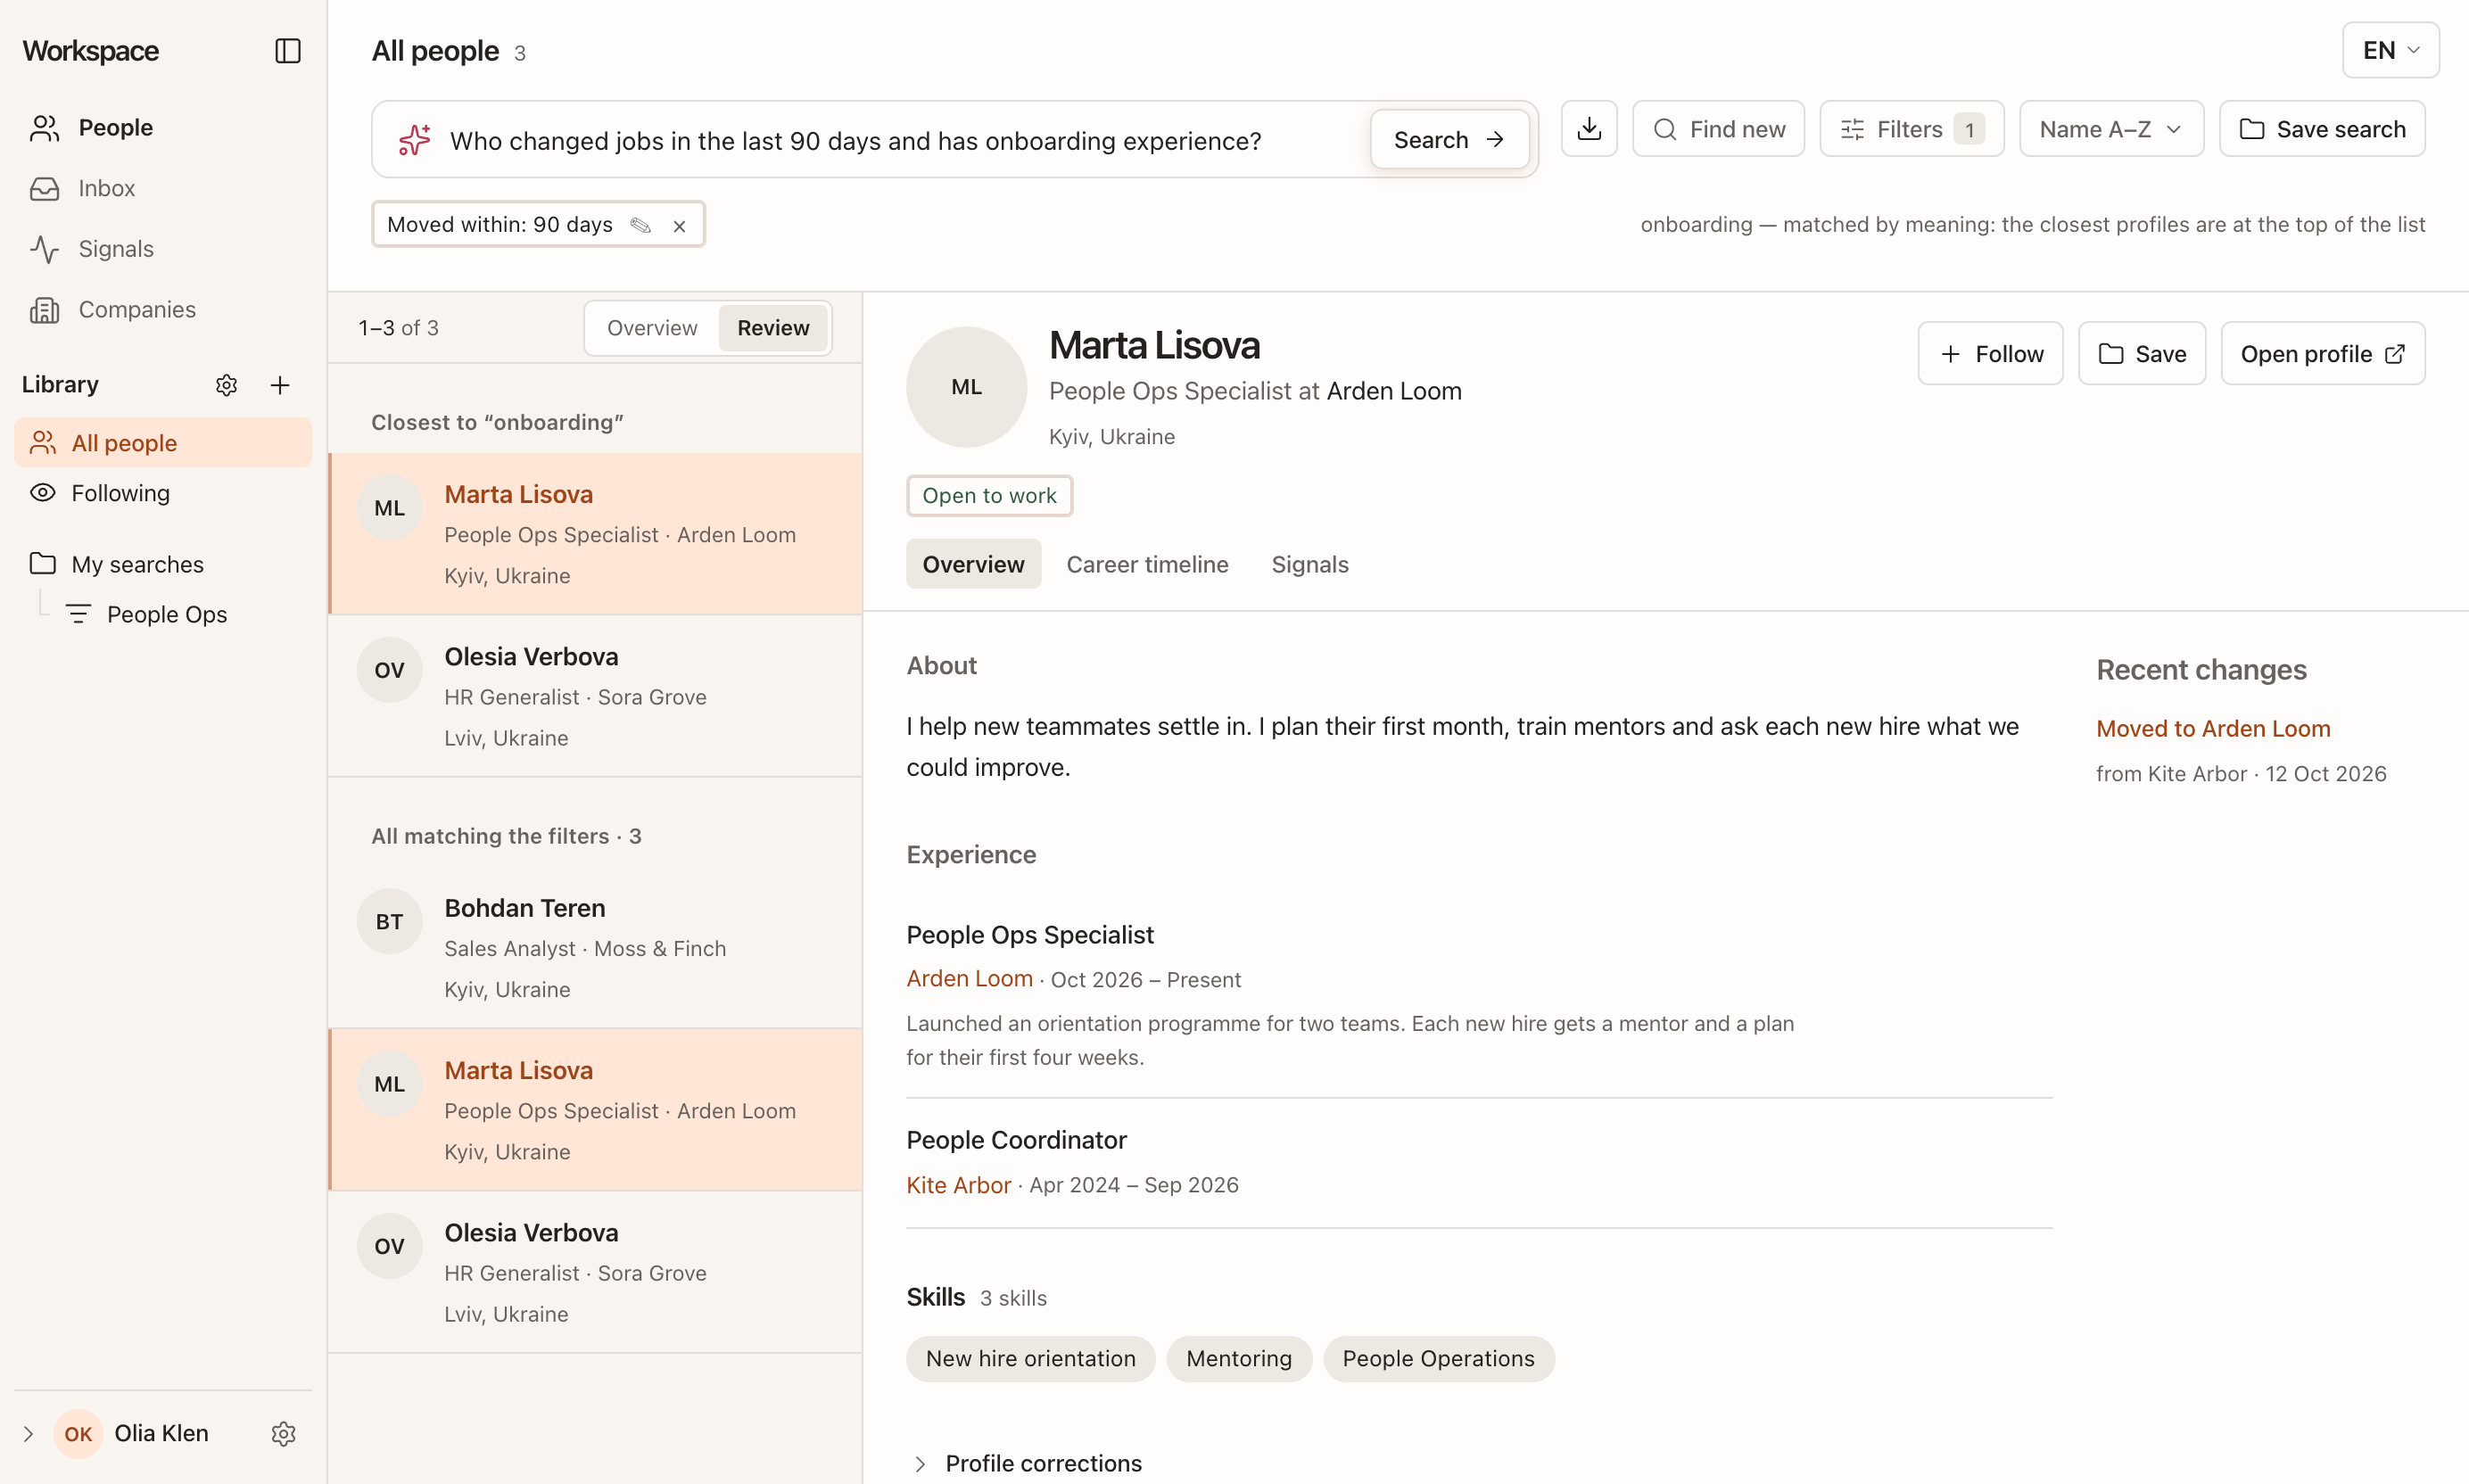 Workspace
People
Inbox
Signals
Companies
Library
All people
Following
My searches
People Ops
OK Olia Klen
All people 3
EN
Who changed jobs in the last 90 days and has onboarding experience?
Search
Find new
Filters 1
Name A–Z
Save search
Moved within: 90 days
onboarding — matched by meaning: the closest profiles are at the top of the list
1–3 of 3
Overview
Review
Closest to “onboarding”
ML
Marta Lisova
People Ops Specialist · Arden Loom
Kyiv, Ukraine
OV
Olesia Verbova
HR Generalist · Sora Grove
Lviv, Ukraine
All matching the filters · 3
BT
Bohdan Teren
Sales Analyst · Moss & Finch
Kyiv, Ukraine
ML
Marta Lisova
People Ops Specialist · Arden Loom
Kyiv, Ukraine
OV
Olesia Verbova
HR Generalist · Sora Grove
Lviv, Ukraine
ML
Marta Lisova
People Ops Specialist at Arden Loom
Kyiv, Ukraine
Follow
Save
Open profile
Open to work
Overview
Career timeline
Signals
About
I help new teammates settle in. I plan their first month, train mentors and ask each new hire what we
could improve.
Experience
People Ops Specialist
Arden Loom · Oct 2026 – Present
Launched an orientation programme for two teams. Each new hire gets a mentor and a plan
for their first four weeks.
People Coordinator
Kite Arbor · Apr 2024 – Sep 2026
Skills 3 skills
New hire orientation
Mentoring
People Operations
Profile corrections
Recent changes
Moved to Arden Loom
from Kite Arbor · 12 Oct 2026